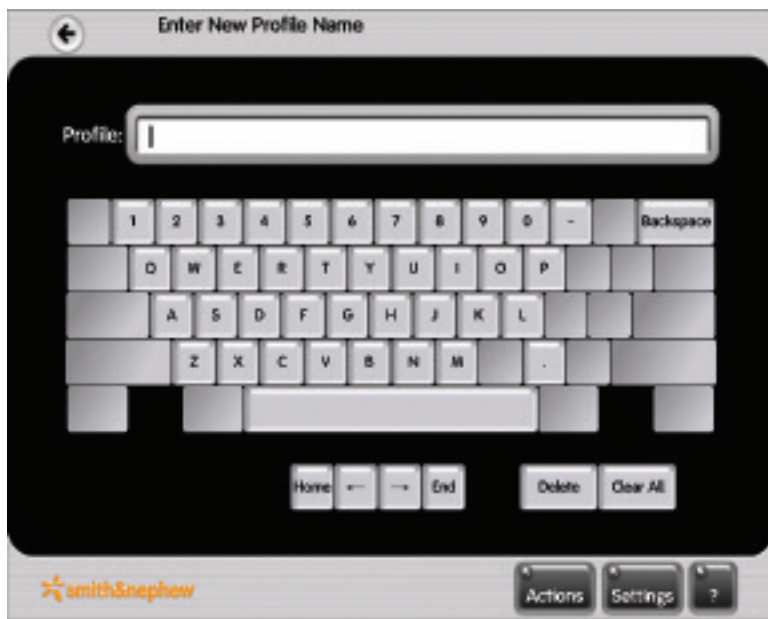 Enter New Profile Name
Profile:
1 2 3 4 5 6 7 8 9 0 - Backspace
Q W E R T Y U I O P
A S D F G H J K L
Z X C V B N M .
Home ← → End Delete Clear All
smith&nephew Actions Settings ?